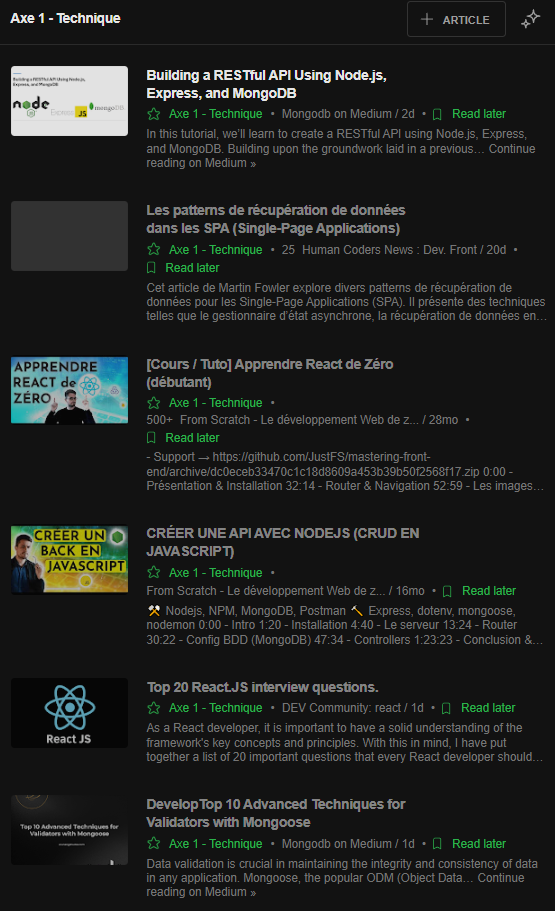 Axe 1 - Technique
+ ARTICLE
Building a RESTful API Using Node.js,
Express, and MongoDB
node
Express
JS
mongoDB
Building a RESTful API Using Node.js,
Express, and MongoDB
Axe 1 - Technique • Mongodb on Medium / 2d • Read later
In this tutorial, we'll learn to create a RESTful API using Node.js, Express,
and MongoDB. Building upon the groundwork laid in a previous… Continue
reading on Medium »
Les patterns de récupération de données
dans les SPA (Single-Page Applications)
Axe 1 - Technique • 25 Human Coders News : Dev. Front / 20d •
Read later
Cet article de Martin Fowler explore divers patterns de récupération de
données pour les Single-Page Applications (SPA). Il présente des techniques
telles que le gestionnaire d'état asynchrone, la récupération de données en…
APPRENDRE
REACT de
ZÉRO
[Cours / Tuto] Apprendre React de Zéro
(débutant)
Axe 1 - Technique •
500+ From Scratch - Le développement Web de z... / 28mo •
Read later
- Support → https://github.com/JustFS/mastering-front-
end/archive/dc0eceb33470c1c18d8609a453b39b50f2568f17.zip 0:00 -
Présentation & Installation 32:14 - Router & Navigation 52:59 - Les images…
CRÉER UN
BACK EN
JAVASCRIPT
CRÉER UNE API AVEC NODEJS (CRUD EN
JAVASCRIPT)
Axe 1 - Technique •
From Scratch - Le développement Web de z... / 16mo • Read later
⚒ Nodejs, NPM, MongoDB, Postman 🔨 Express, dotenv, mongoose,
nodemon 0:00 - Intro 1:20 - Installation 4:40 - Le serveur 13:24 - Router
30:22 - Config BDD (MongoDB) 47:34 - Controllers 1:23:23 - Conclusion &…
React JS
Top 20 React.JS interview questions.
Axe 1 - Technique • DEV Community: react / 1d • Read later
As a React developer, it is important to have a solid understanding of the
framework's key concepts and principles. With this in mind, I have put
together a list of 20 important questions that every React developer should…
Top 10 Advanced Techniques for
Validators with Mongoose
DevelopTop 10 Advanced Techniques for
Validators with Mongoose
Axe 1 - Technique • Mongodb on Medium / 1d • Read later
Data validation is crucial in maintaining the integrity and consistency of data
in any application. Mongoose, the popular ODM (Object Data… Continue
reading on Medium »